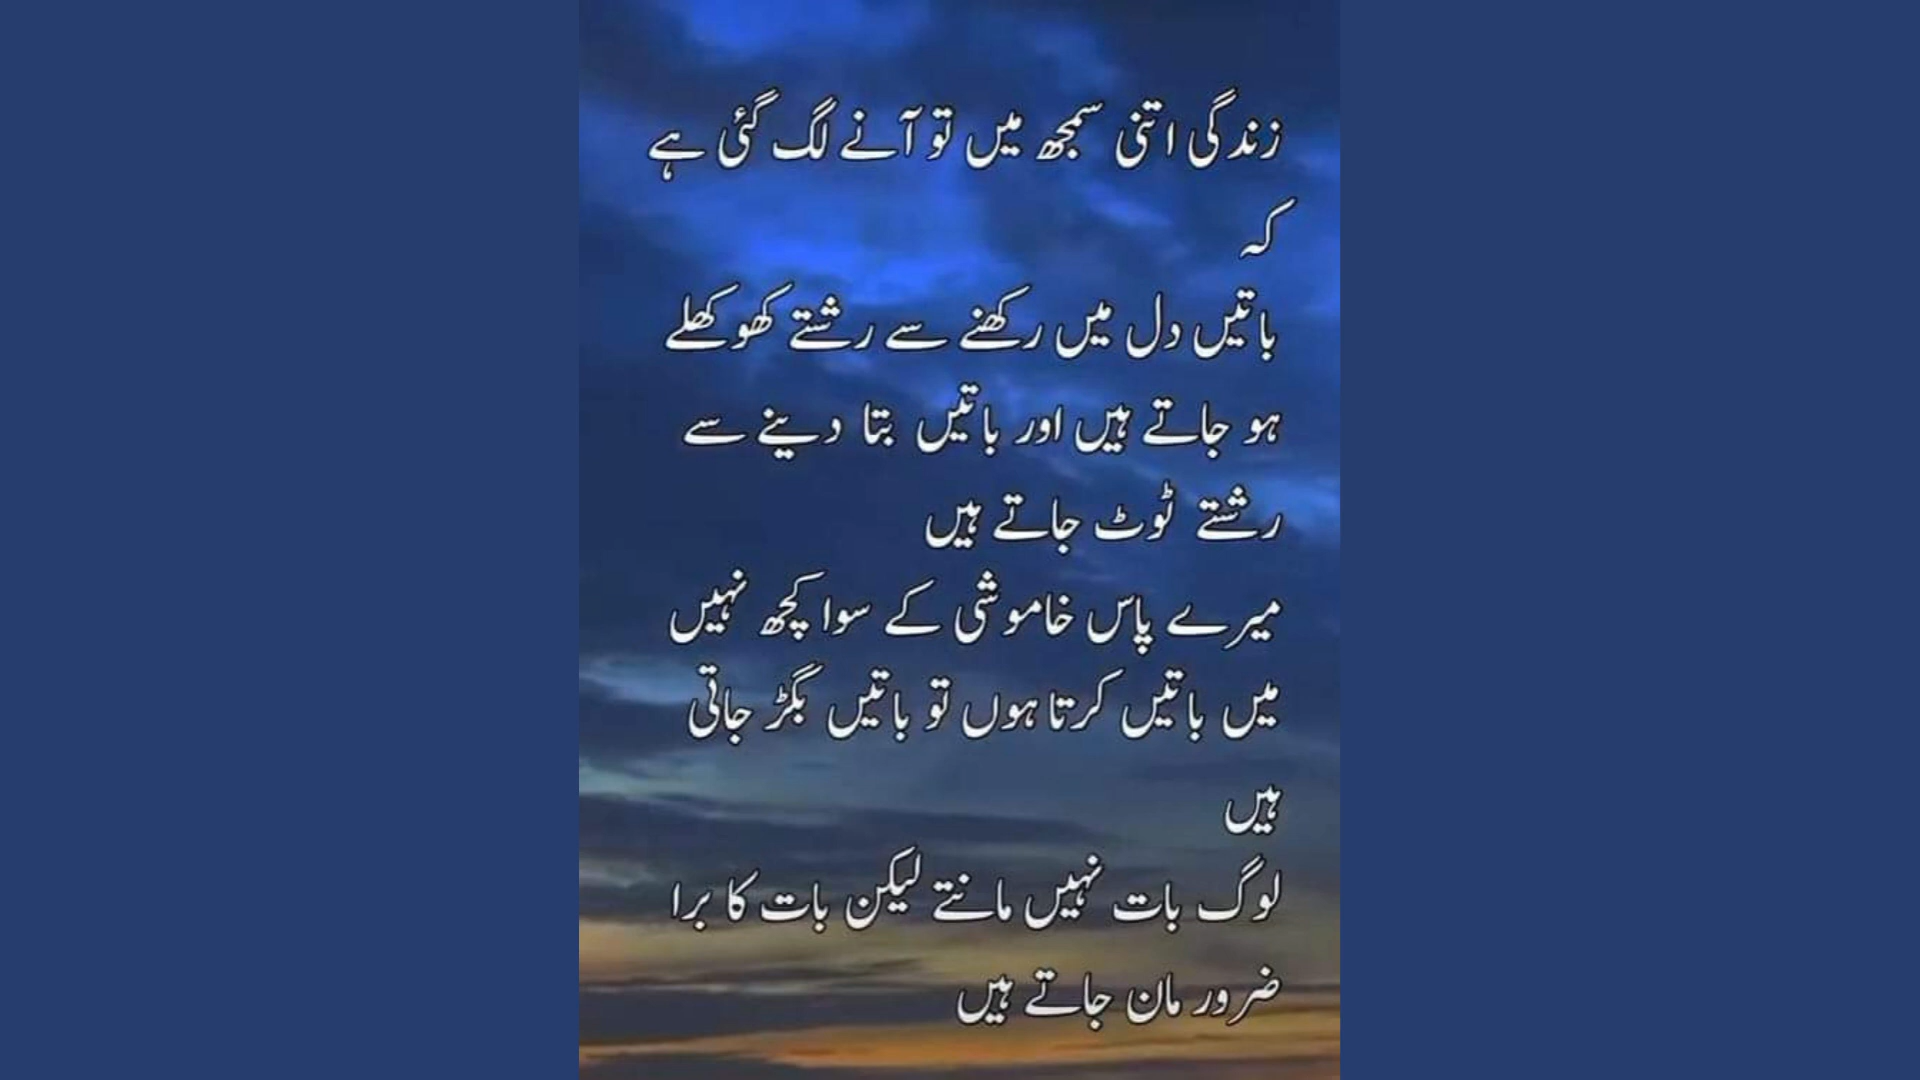 زندگی اتنی سمجھ میں تو آنے لگ گئی ہے
کہ
باتیں دل میں رکھنے سے رشتے کھوکھلے
ہو جاتے ہیں اور باتیں بتا دینے سے
رشتے ٹوٹ جاتے ہیں
میرے پاس خاموشی کے سوا کچھ نہیں
میں باتیں کرتا ہوں تو باتیں بگڑ جاتی
ہیں
لوگ بات نہیں مانتے لیکن بات کا برا
ضرور مان جاتے ہیں